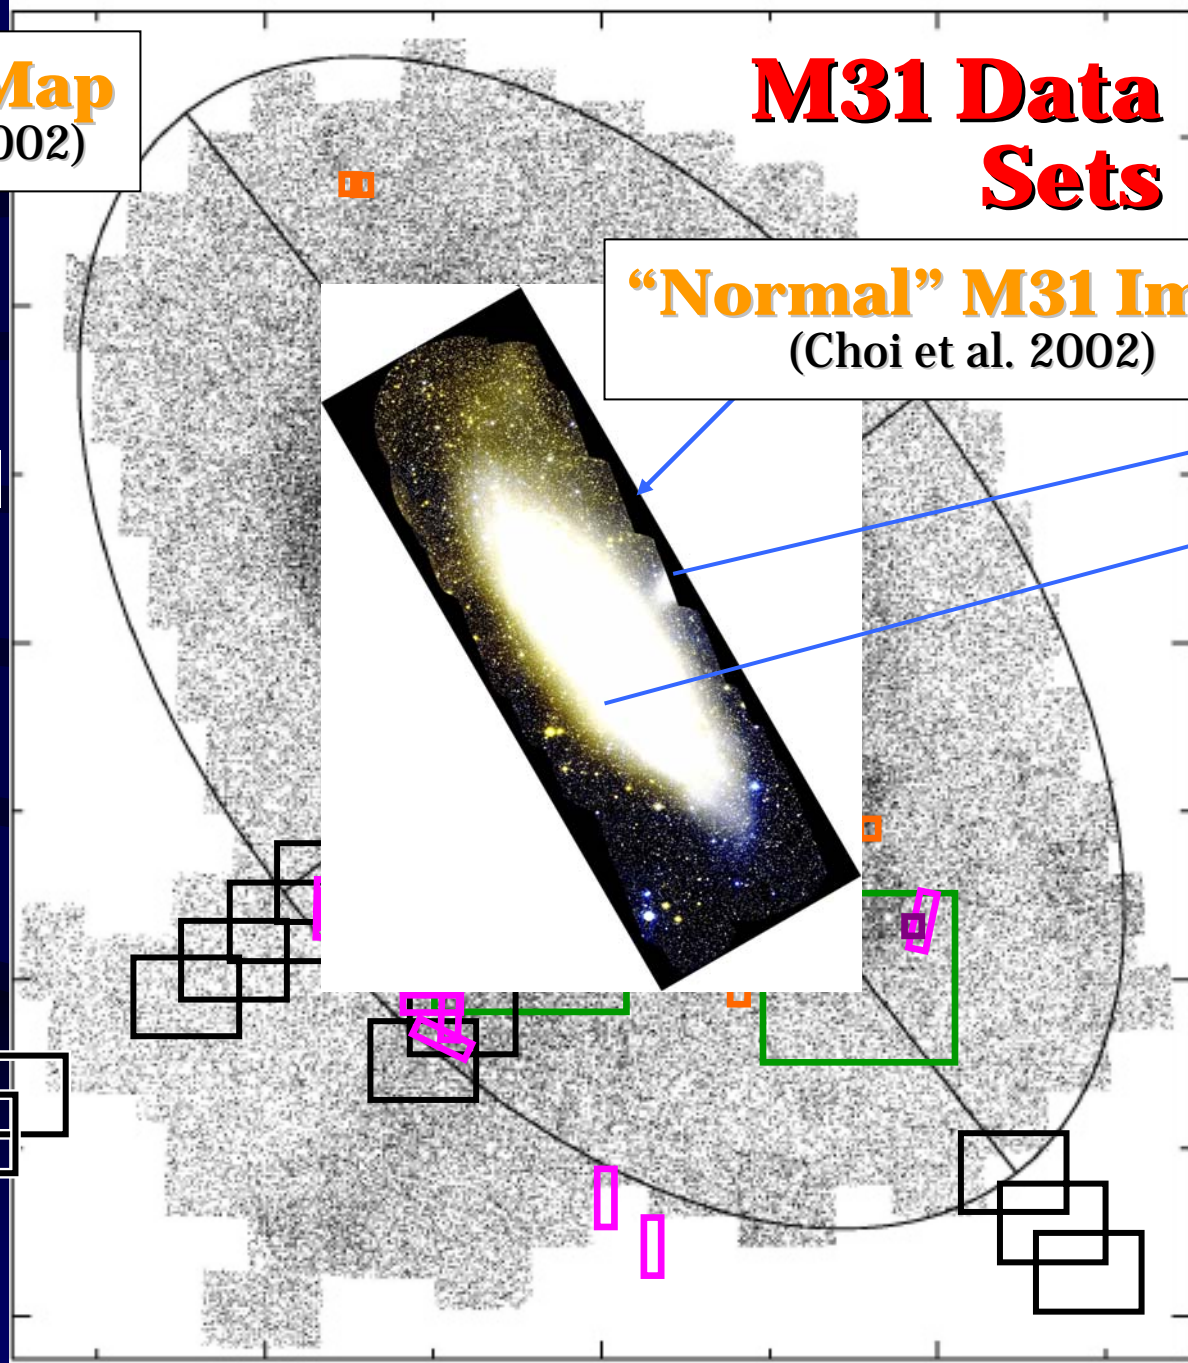 Map
002)
M31 Data
Sets
“Normal” M31 Im
(Choi et al. 2002)